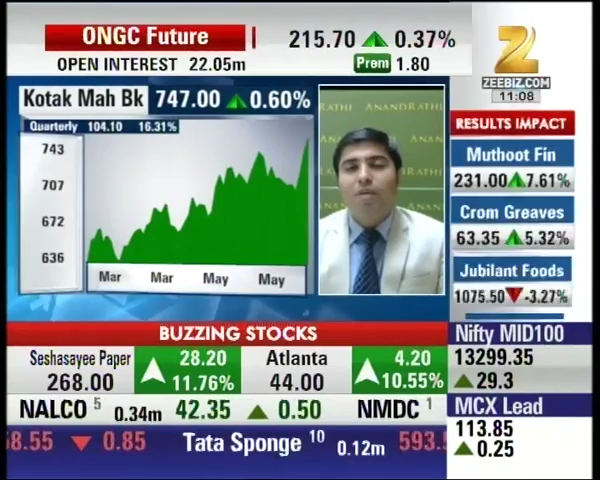 ONGC Future
215.70 0.37%
OPEN INTEREST 22.05m
Prem 1.80
ZEEBIZ.COM
11:08
Kotak Mah Bk 747.00 0.60%
Quarterly 104.10 16.31%
743
707
672
636
Mar Mar May May
RATHI ANANDRATHI
RESULTS IMPACT
Muthoot Fin
231.00 7.61%
Crom Greaves
63.35 5.32%
Jubilant Foods
1075.50 -3.27%
BUZZING STOCKS
Seshasayee Paper 28.20
268.00 11.76%
Atlanta 4.20
44.00 10.55%
Nifty MID100
13299.35
29.3
NALCO 5 0.34m 42.35 0.50 NMDC 1
MCX Lead
113.85
0.25
8.55 0.85 Tata Sponge 10 0.12m 593.